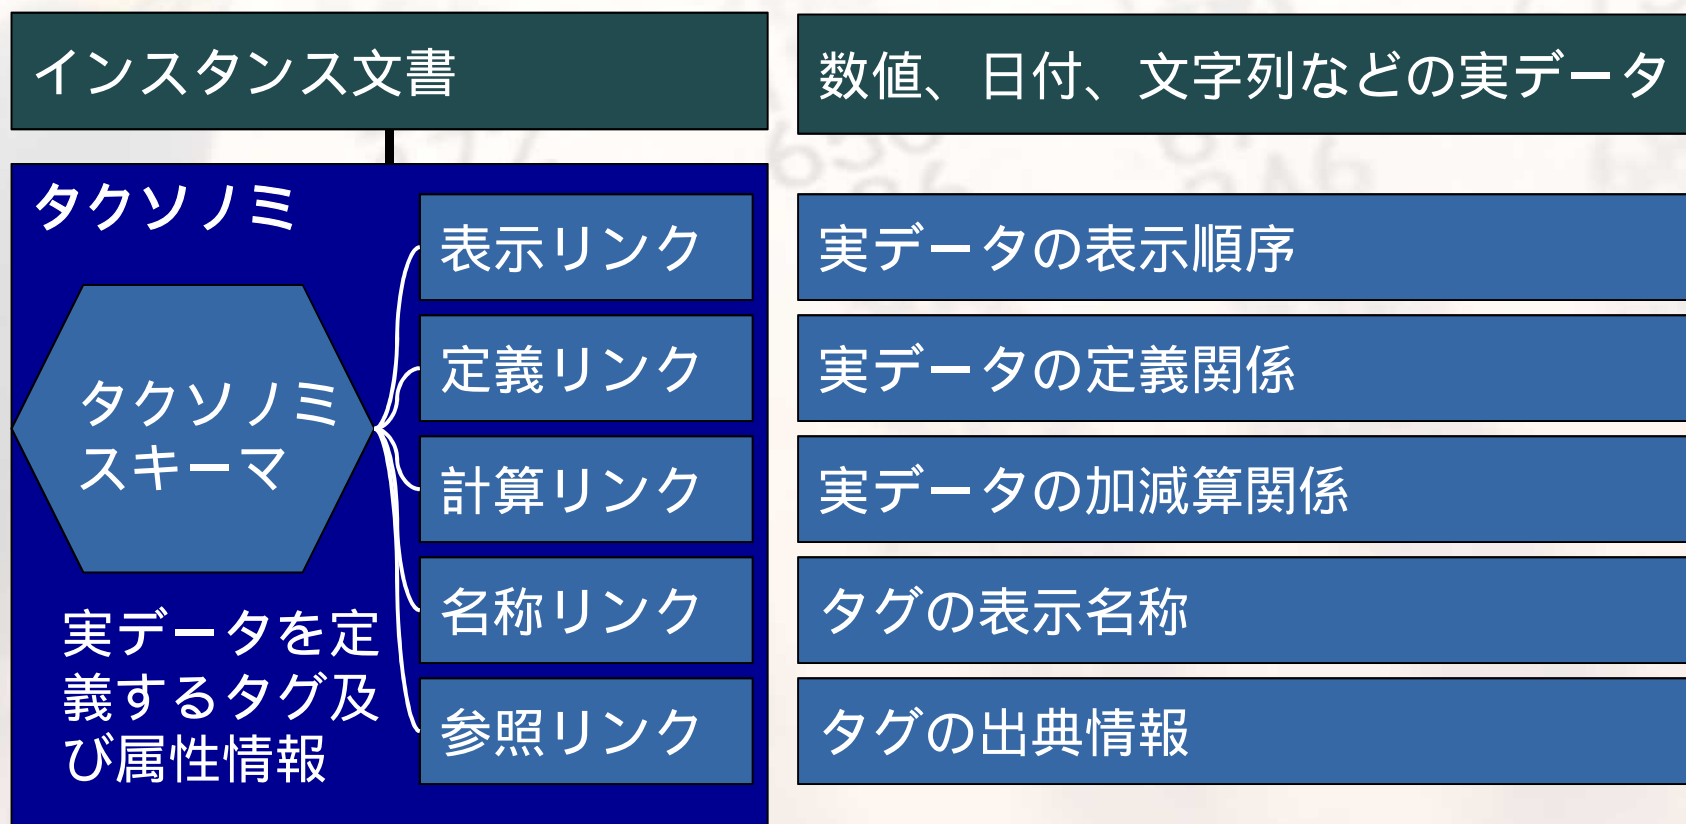 インスタンス文書
数値、日付、文字列などの実データ
タクソノミ
タクソノミ
スキーマ
実データを定
義するタグ及
び属性情報
表示リンク
実データの表示順序
定義リンク
実データの定義関係
計算リンク
実データの加減算関係
名称リンク
タグの表示名称
参照リンク
タグの出典情報